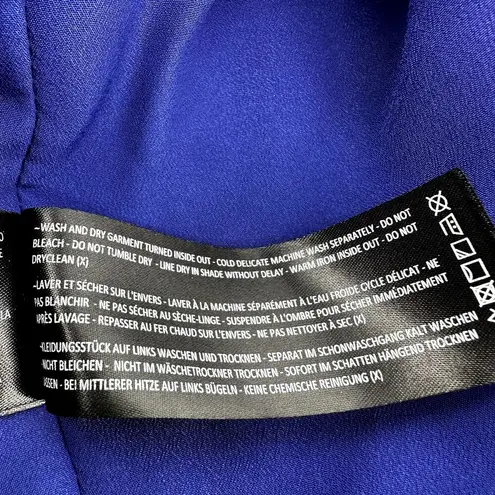 ~WASH AND DRY GARMENT TURNED INSIDE OUT - COLD DELICATE MACHINE WASH SEPARATELY - DO NOT
BLEACH - DO NOT TUMBLE DRY - LINE DRY IN SHADE WITHOUT DELAY - WARM IRON INSIDE OUT - DO NOT
DRYCLEAN (X)
-LAVER ET SÉCHER SUR L'ENVERS - LAVER À LA MACHINE SÉPARÉMENT À L'EAU FROIDE CYCLE DÉLICAT - NE
PAS BLANCHIR - NE PAS SÉCHER AU SÈCHE-LINGE - SUSPENDRE À L'OMBRE POUR SÉCHER IMMÉDIATEMENT
APRÈS LAVAGE - REPASSER AU FER CHAUD SUR L'ENVERS - NE PAS NETTOYER À SEC (X)
-KLEIDUNGSSTÜCK AUF LINKS WASCHEN UND TROCKNEN - SEPARAT IM SCHONWASCHGANG KALT WASCHEN
NICHT BLEICHEN - NICHT IM WÄSCHETROCKNER TROCKNEN - SOFORT IM SCHATTEN HÄNGEND TROCKNEN
ASSEN - BEI MITTLERER HITZE AUF LINKS BÜGELN - KEINE CHEMISCHE REINIGUNG (X)